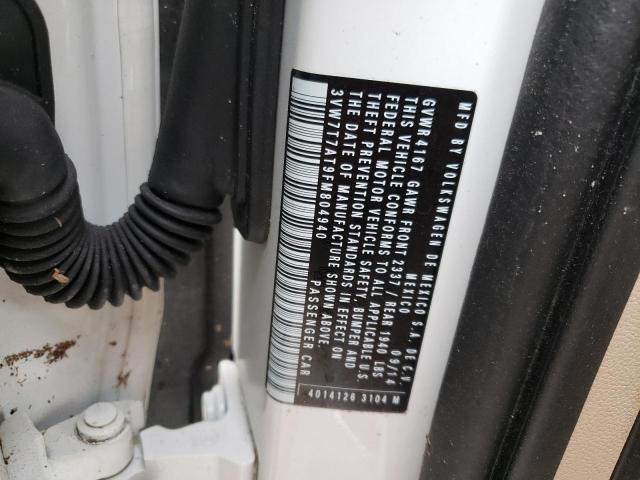 MFD BY VOLKSWAGEN DE MEXICO S.A. DE C.V.
MEXICO 09/14
GVWR 4167 GAWR FRONT 2337 REAR 1940 LBS
THIS VEHICLE CONFORMS TO ALL APPLICABLE U.S.
FEDERAL MOTOR VEHICLE SAFETY, BUMPER AND
THEFT PREVENTION STANDARDS IN EFFECT ON
THE DATE OF MANUFACTURE SHOWN ABOVE.
3VW7T7AT9FM804940 PASSENGER CAR
4014126 3104 M